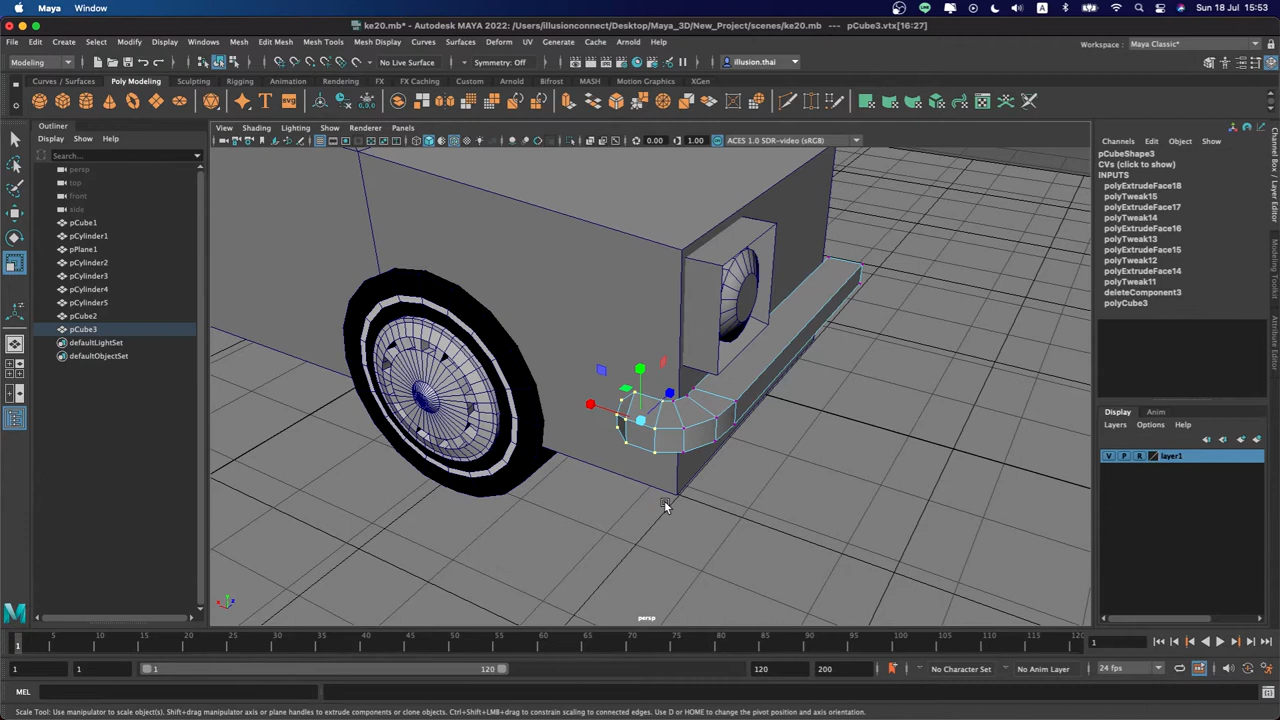 Maya Window Sun 18 Jul 15:53
ke20.mb* - Autodesk MAYA 2022: /Users/illusionconnect/Desktop/Maya_3D/New_Project/scenes/ke20.mb --- pCube3.vtx[16:27]
File Edit Create Select Modify Display Windows Mesh Edit Mesh Mesh Tools Mesh Display Curves Surfaces Deform UV Generate Cache Arnold Help
Workspace : Maya Classic*
Modeling No Live Surface Symmetry: Off illusion.thai
Curves / Surfaces Poly Modeling Sculpting Rigging Animation Rendering FX FX Caching Custom Arnold Bifrost MASH Motion Graphics XGen
Outliner
Display Show Help
Search...
persp
top
front
side
pCube1
pCylinder1
pPlane1
pCylinder2
pCylinder3
pCylinder4
pCylinder5
pCube2
pCube3
defaultLightSet
defaultObjectSet
View Shading Lighting Show Renderer Panels
0.00 1.00 ACES 1.0 SDR-video (sRGB)
persp
Channels Edit Object Show
pCubeShape3
CVs (click to show)
INPUTS
polyExtrudeFace18
polyTweak15
polyExtrudeFace17
polyTweak14
polyExtrudeFace16
polyTweak13
polyExtrudeFace15
polyTweak12
polyExtrudeFace14
polyTweak11
deleteComponent3
polyCube3
Display Anim
Layers Options Help
V P R layer1
Channel Box / Layer Editor
Modeling Toolkit
Attribute Editor
1 5 10 15 20 25 30 35 40 45 50 55 60 65 70 75 80 85 90 95 100 105 110 115 120 1
1 1 1 120 120 200 No Character Set No Anim Layer 24 fps
MEL
Scale Tool: Use manipulator to scale object(s). Shift+drag manipulator axis or plane handles to extrude components or clone objects. Ctrl+Shift+LMB+drag to constrain scaling to connected edges. Use D or HOME to change the pivot position and axis orientation.